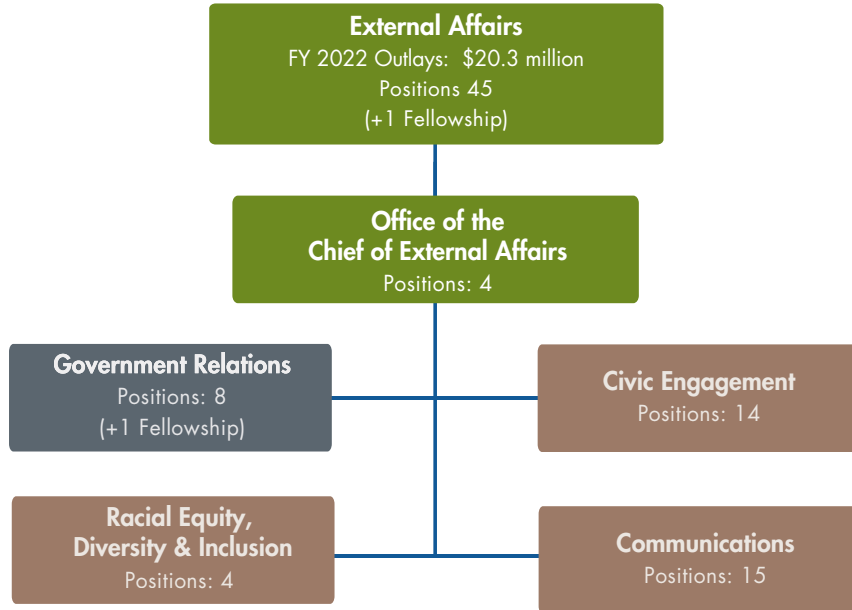 External Affairs
FY 2022 Outlays: $20.3 million
Positions 45
(+1 Fellowship)
Office of the
Chief of External Affairs
Positions: 4
Government Relations
Positions: 8
(+1 Fellowship)
Civic Engagement
Positions: 14
Racial Equity,
Diversity & Inclusion
Positions: 4
Communications
Positions: 15